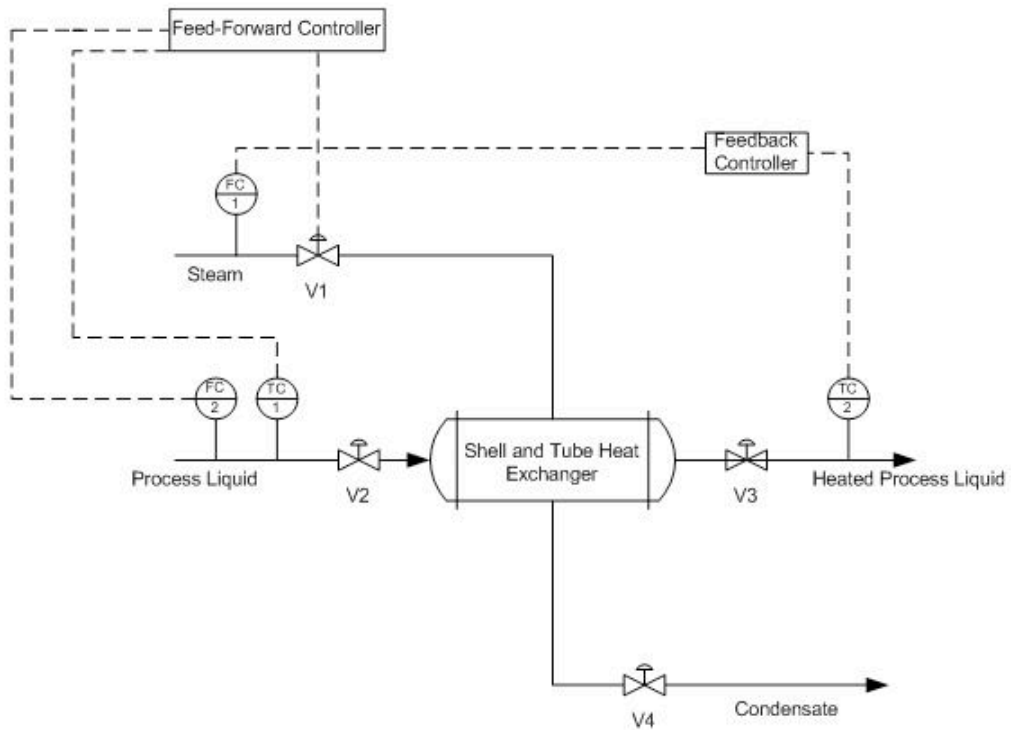 Feed-Forward Controller
Feedback
Controller
FC
1
Steam
V1
FC
2
TC
1
TC
2
Process Liquid
V2
Shell and Tube Heat
Exchanger
V3
Heated Process Liquid
V4
Condensate